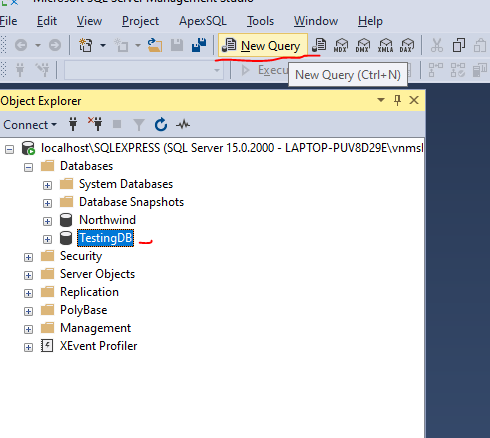 Microsoft SQL Server Management Studio
Edit View Project ApexSQL Tools Window Help
New Query MDX DMX XMLA DAX
Execu
New Query (Ctrl+N)
Object Explorer
Connect
localhost\SQLEXPRESS (SQL Server 15.0.2000 - LAPTOP-PUV8D29E\vnmsl
Databases
System Databases
Database Snapshots
Northwind
TestingDB
Security
Server Objects
Replication
PolyBase
Management
XEvent Profiler